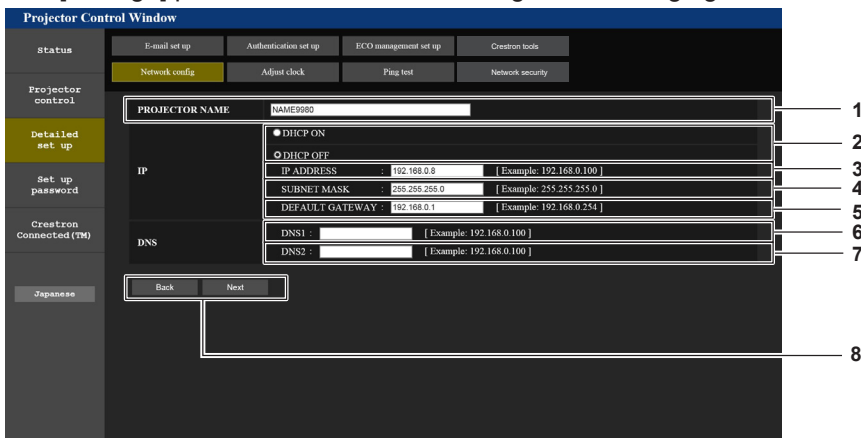 Projector Control Window
Status
E-mail set up
Authentication set up
ECO management set up
Crestron tools
Network config
Adjust clock
Ping test
Network security
Projector
control
Detailed
set up
Set up
password
Crestron
Connected(TM)
Japanese
PROJECTOR NAME NAME9980
1
IP
DHCP ON
DHCP OFF
2
IP ADDRESS : 192.168.0.8 [ Example: 192.168.0.100 ]
3
SUBNET MASK : 255.255.255.0 [ Example: 255.255.255.0 ]
4
DEFAULT GATEWAY : 192.168.0.1 [ Example: 192.168.0.254 ]
5
DNS
DNS1 : [ Example: 192.168.0.100 ]
6
DNS2 : [ Example: 192.168.0.100 ]
7
Back Next
8